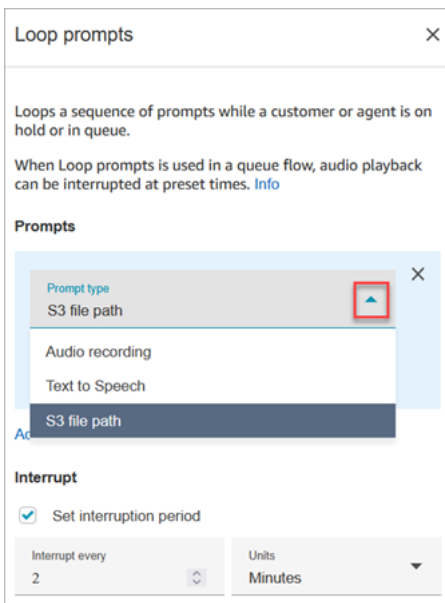 Loop prompts
Loops a sequence of prompts while a customer or agent is on
hold or in queue.
When Loop prompts is used in a queue flow, audio playback
can be interrupted at preset times. Info
Prompts
Prompt type
S3 file path
Audio recording
Text to Speech
S3 file path
Interrupt
Set interruption period
Interrupt every
2
Units
Minutes